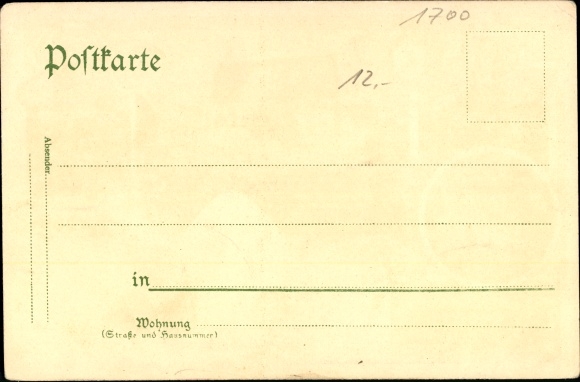 1700
Postkarte
12,-
Absender
in
Wohnung
(Straße und Hausnummer)